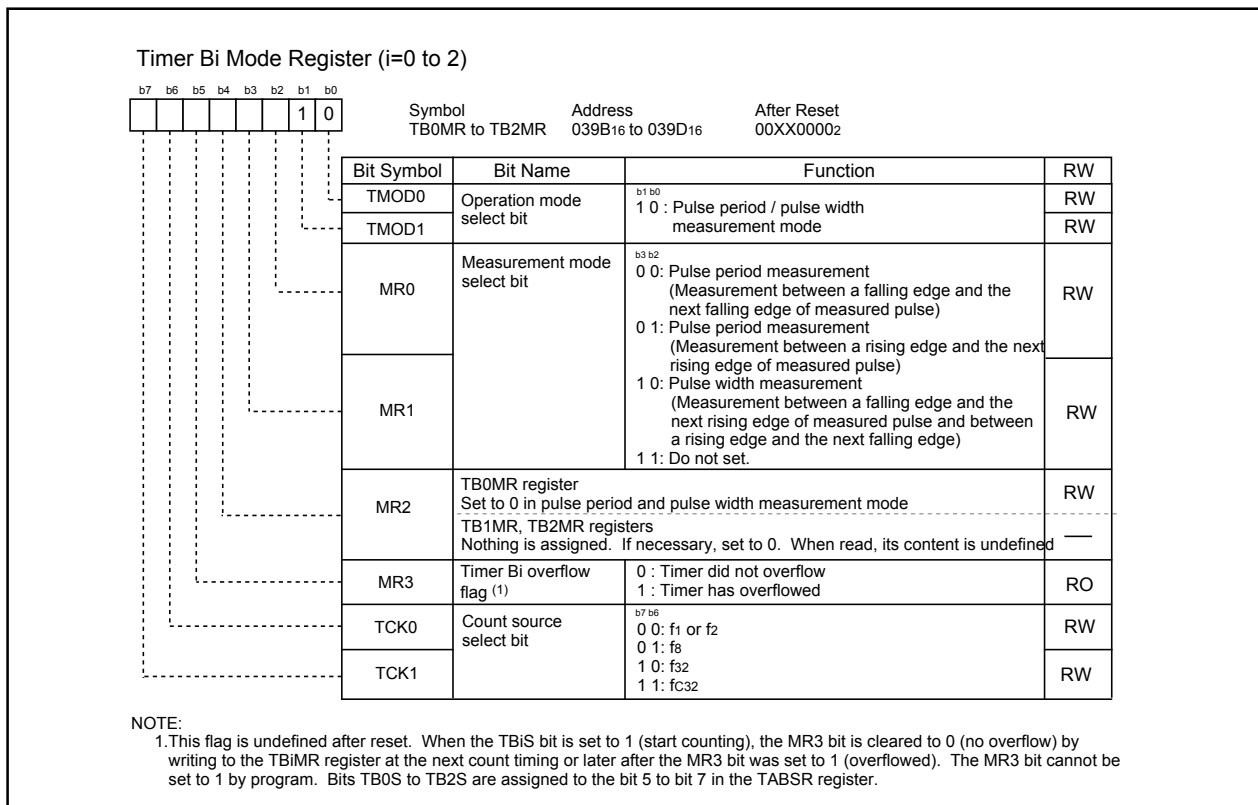 Timer Bi Mode Register (i=0 to 2)
b7 b6 b5 b4 b3 b2 b1 b0
1 0
Symbol Address After Reset
TB0MR to TB2MR 039B16 to 039D16 00XX00002
Bit Symbol Bit Name Function RW
TMOD0 Operation mode select bit b1 b0 RW
1 0 : Pulse period / pulse width
TMOD1 measurement mode RW
MR0 Measurement mode select bit b3 b2 RW
0 0: Pulse period measurement
(Measurement between a falling edge and the
next falling edge of measured pulse)
0 1: Pulse period measurement
(Measurement between a rising edge and the next
rising edge of measured pulse)
MR1 1 0: Pulse width measurement RW
(Measurement between a falling edge and the
next rising edge of measured pulse and between
a rising edge and the next falling edge)
1 1: Do not set.
MR2 TB0MR register RW
Set to 0 in pulse period and pulse width measurement mode
TB1MR, TB2MR registers —
Nothing is assigned. If necessary, set to 0. When read, its content is undefined
MR3 Timer Bi overflow flag (1) 0 : Timer did not overflow RO
1 : Timer has overflowed
TCK0 Count source select bit b7 b6 RW
0 0: f1 or f2
0 1: f8
TCK1 1 0: f32 RW
1 1: fC32
NOTE:
1.This flag is undefined after reset. When the TBiS bit is set to 1 (start counting), the MR3 bit is cleared to 0 (no overflow) by
writing to the TBiMR register at the next count timing or later after the MR3 bit was set to 1 (overflowed). The MR3 bit cannot be
set to 1 by program. Bits TB0S to TB2S are assigned to the bit 5 to bit 7 in the TABSR register.